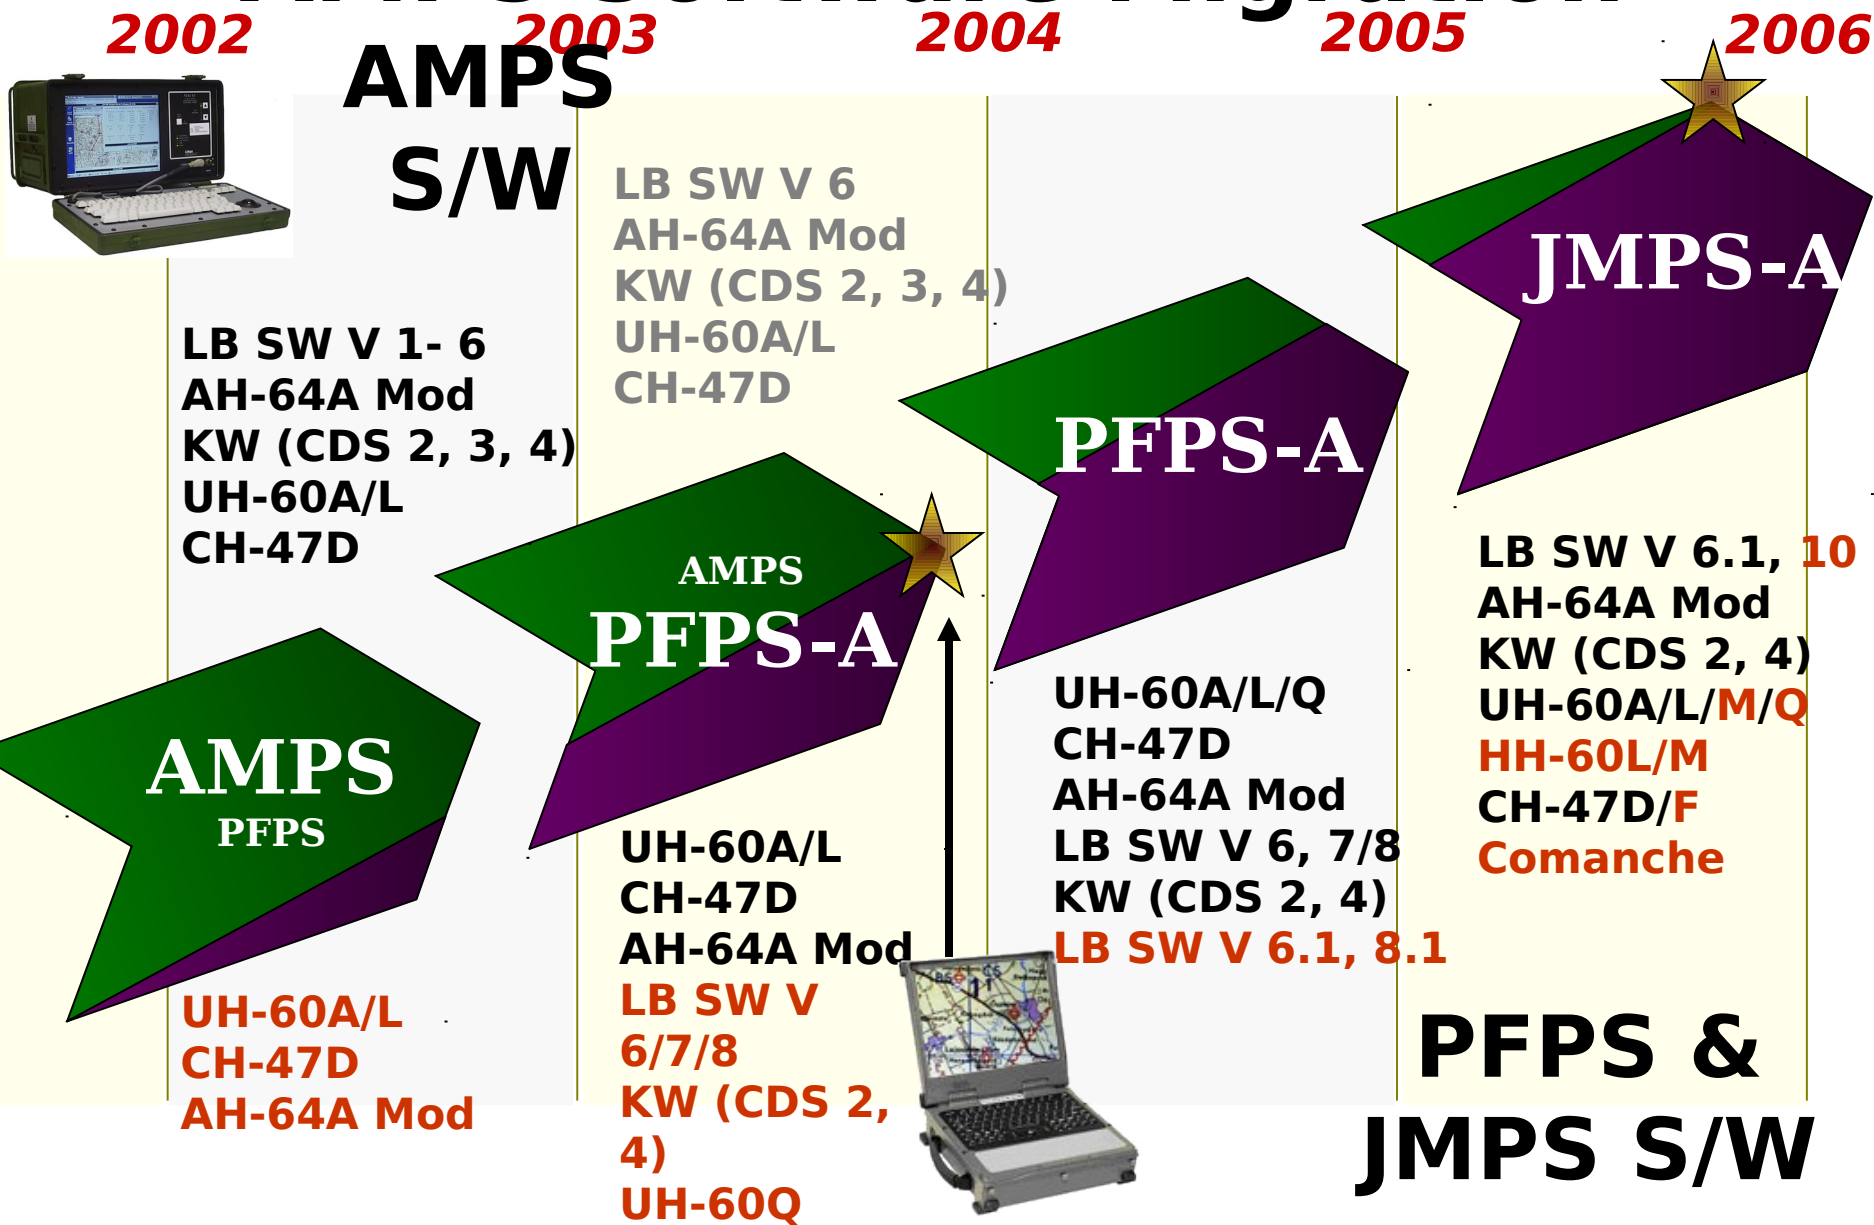 AMPS Software Migration
2002 2003 2004 2005 2006
AMPS
S/W
LB SW V 1- 6
AH-64A Mod
KW (CDS 2, 3, 4)
UH-60A/L
CH-47D
AMPS
PFPS
UH-60A/L
CH-47D
AH-64A Mod
LB SW V 6
AH-64A Mod
KW (CDS 2, 3, 4)
UH-60A/L
CH-47D
AMPS
PFPS-A
UH-60A/L
CH-47D
AH-64A Mod
LB SW V
6/7/8
KW (CDS 2,
4)
UH-60Q
PFPS-A
UH-60A/L/Q
CH-47D
AH-64A Mod
LB SW V 6, 7/8
KW (CDS 2, 4)
LB SW V 6.1, 8.1
JMPS-A
LB SW V 6.1, 10
AH-64A Mod
KW (CDS 2, 4)
UH-60A/L/M/Q
HH-60L/M
CH-47D/F
Comanche
PFPS &
JMPS S/W